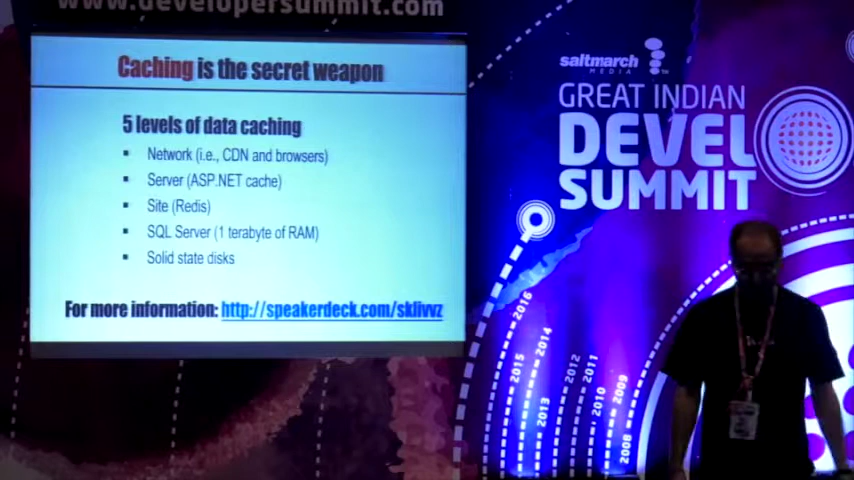 www.developersummit.com
Caching is the secret weapon
5 levels of data caching
▪ Network (i.e., CDN and browsers)
▪ Server (ASP.NET cache)
▪ Site (Redis)
▪ SQL Server (1 terabyte of RAM)
▪ Solid state disks
For more information: http://speakerdeck.com/sklivvz
saltmarch
MEDIA
GREAT INDIAN
DEVEL
SUMMIT
2016
2015
2014
2013
2012
2011
2010
2009
2008